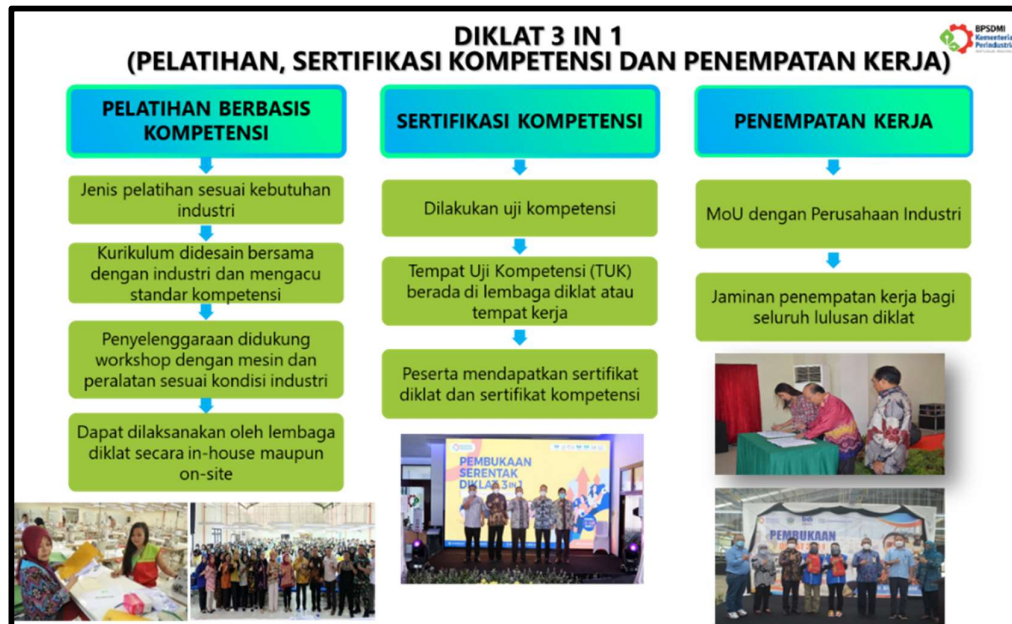 DIKLAT 3 IN 1
(PELATIHAN, SERTIFIKASI KOMPETENSI DAN PENEMPATAN KERJA)
BPSDMI
Kementeria
Perindustria
PELATIHAN BERBASIS
KOMPETENSI
Jenis pelatihan sesuai kebutuhan
industri
Kurikulum didesain bersama
dengan industri dan mengacu
standar kompetensi
Penyelenggaraan didukung
workshop dengan mesin dan
peralatan sesuai kondisi industri
Dapat dilaksanakan oleh lembaga
diklat secara in-house maupun
on-site
SERTIFIKASI KOMPETENSI
Dilakukan uji kompetensi
Tempat Uji Kompetensi (TUK)
berada di lembaga diklat atau
tempat kerja
Peserta mendapatkan sertifikat
diklat dan sertifikat kompetensi
PEMBUKAAN
SERENTAK
DIKLAT 3 IN 1
PENEMPATAN KERJA
MoU dengan Perusahaan Industri
Jaminan penempatan kerja bagi
seluruh lulusan diklat
PEMBUKAAN